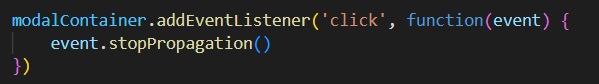 modalContainer.addEventListener('click', function(event) {
    event.stopPropagation()
})